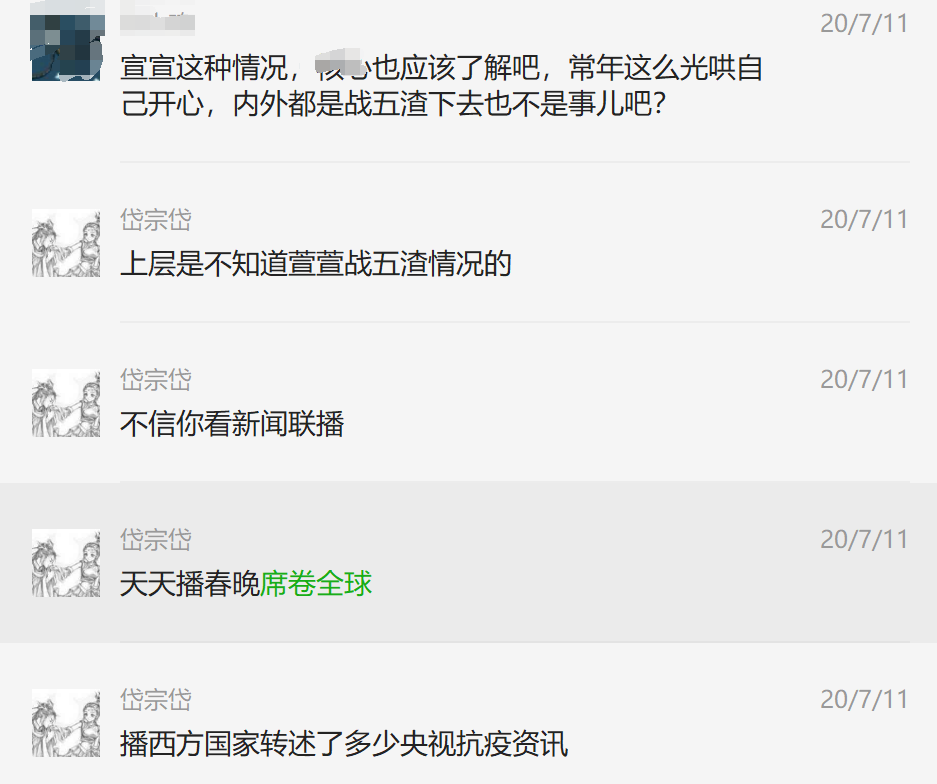 20/7/11
宣宣这种情况，心也应该了解吧，常年这么光哄自
己开心，内外都是战五渣下去也不是事儿吧？
岱宗岱
20/7/11
上层是不知道萱萱战五渣情况的
岱宗岱
20/7/11
不信你看新闻联播
岱宗岱
20/7/11
天天播春晚席卷全球
岱宗岱
20/7/11
播西方国家转述了多少央视抗疫资讯